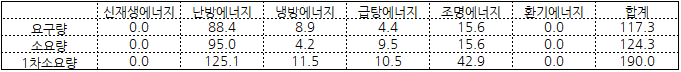 신재생에너지 난방에너지 냉방에너지 급탕에너지 조명에너지 환기에너지 합계
요구량 0.0 88.4 8.9 4.4 15.6 0.0 117.3
소요량 0.0 95.0 4.2 9.5 15.6 0.0 124.3
1차소요량 0.0 125.1 11.5 10.5 42.9 0.0 190.0